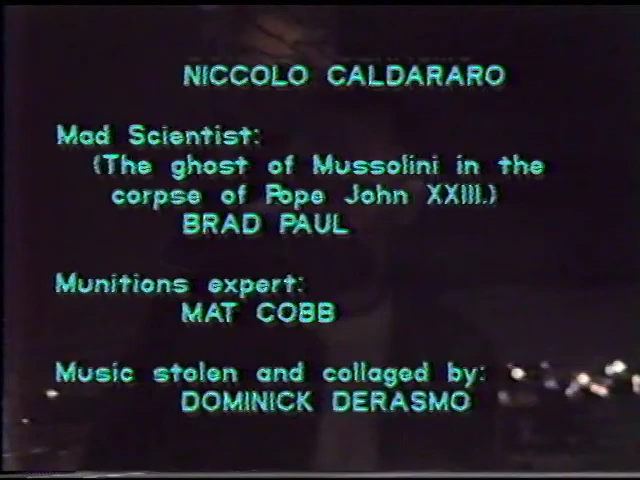 NICCOLO CALDARARO
Mad Scientist:
(The ghost of Mussolini in the
corpse of Pope John XXIII.)
BRAD PAUL
Munitions expert:
MAT COBB
Music stolen and collaged by:
DOMINICK DERASMO